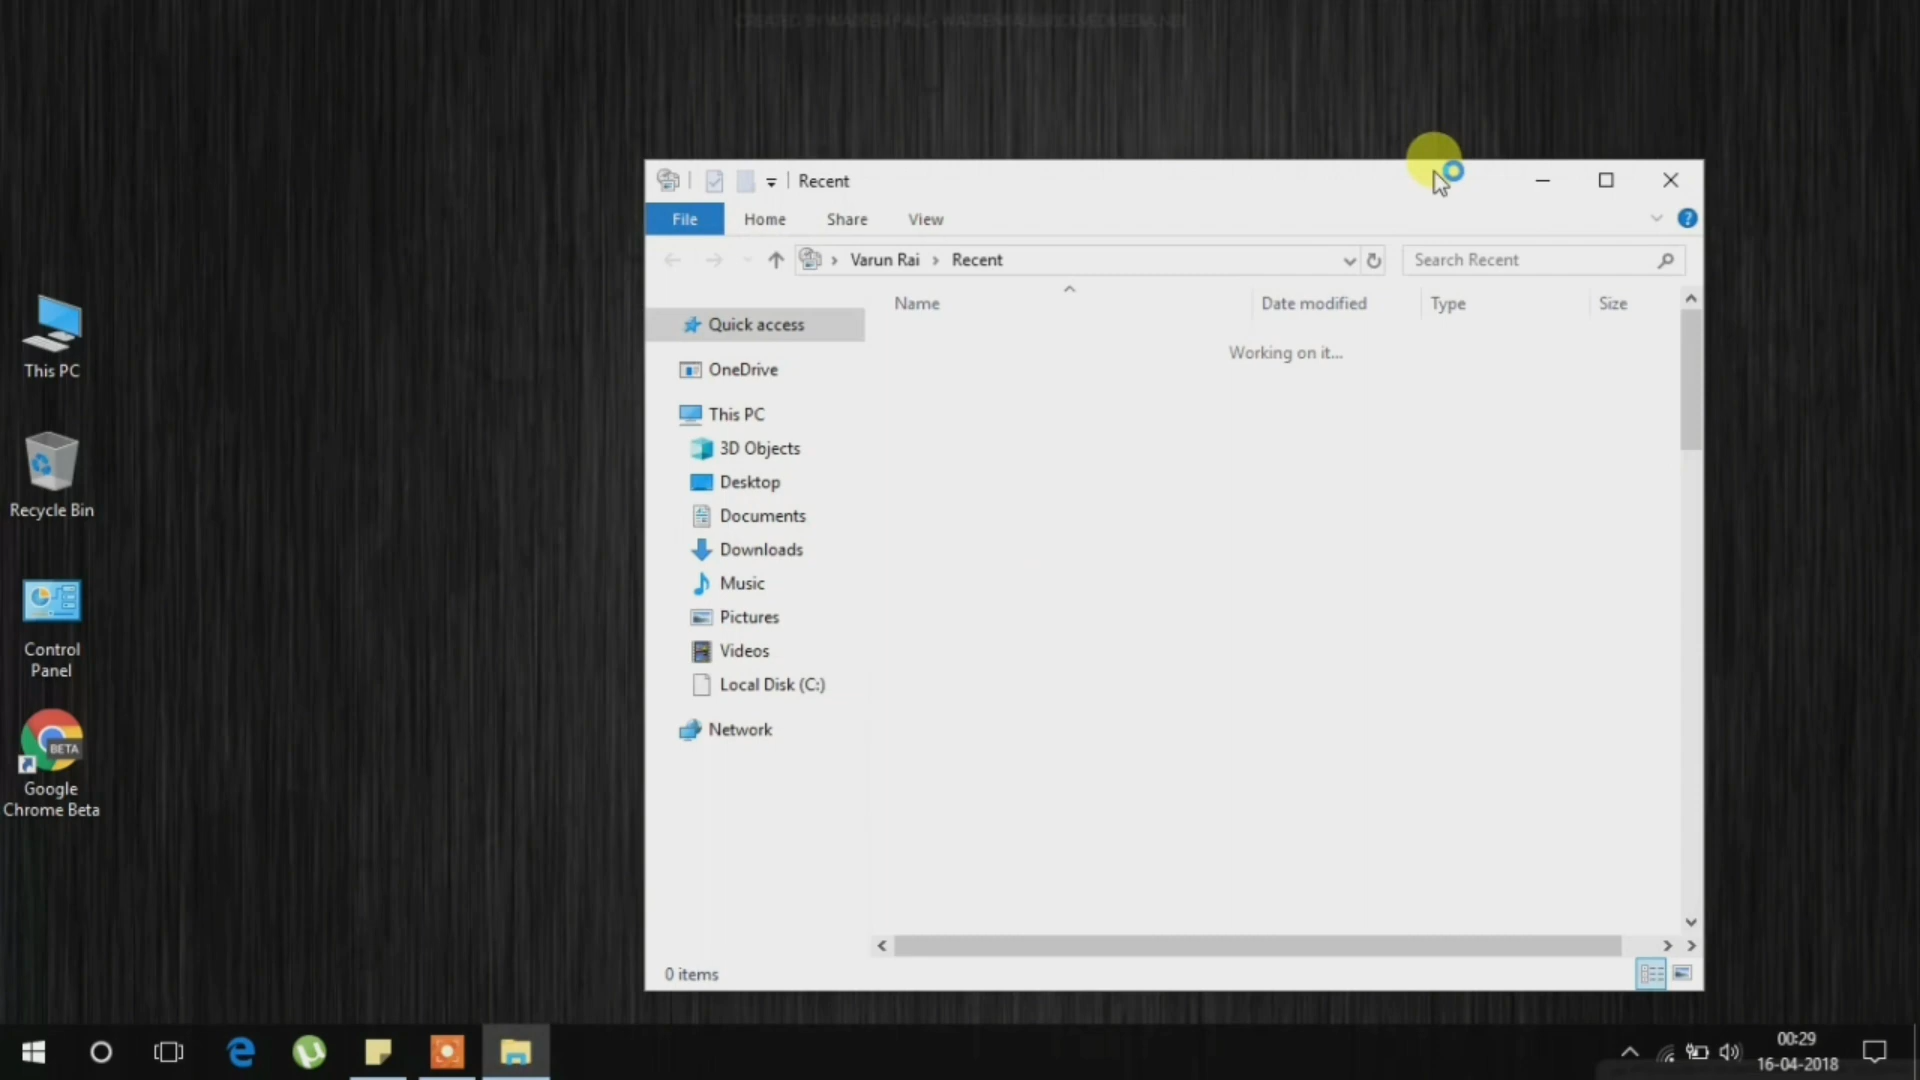 Recent
File Home Share View
Varun Rai Recent
Search Recent
Name Date modified Type Size
Working on it...
Quick access
OneDrive
This PC
3D Objects
Desktop
Documents
Downloads
Music
Pictures
Videos
Local Disk (C:)
Network
0 items
This PC
Recycle Bin
Control
Panel
BETA
Google
Chrome Beta
00:29
16-04-2018